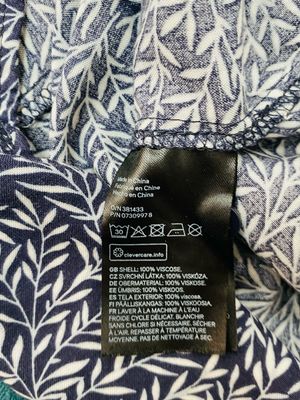 Made in China
Fabriqué en Chine
Hecho en China
O/N 381433
P/N 07309978
30
clevercare.info
GB SHELL: 100% VISCOSE.
CZ SVRCHNÍ LÁTKA: 100% VISKÓZA.
DE OBERMATERIAL: 100% VISKOSE.
EE ÜMBRIS: 100% VISKOOS.
ES TELA EXTERIOR: 100% viscosa.
FI PÄÄLLISKANGAS: 100% VISKOOSIA.
FR LAVER À LA MACHINE À L'EAU
FROIDE CYCLE DÉLICAT. BLANCHIR
SANS CHLORE SI NÉCESSAIRE. SÉCHER
À L'AIR. REPASSER À TEMPÉRATURE
MOYENNE. PAS DE NETTOYAGE À SEC.